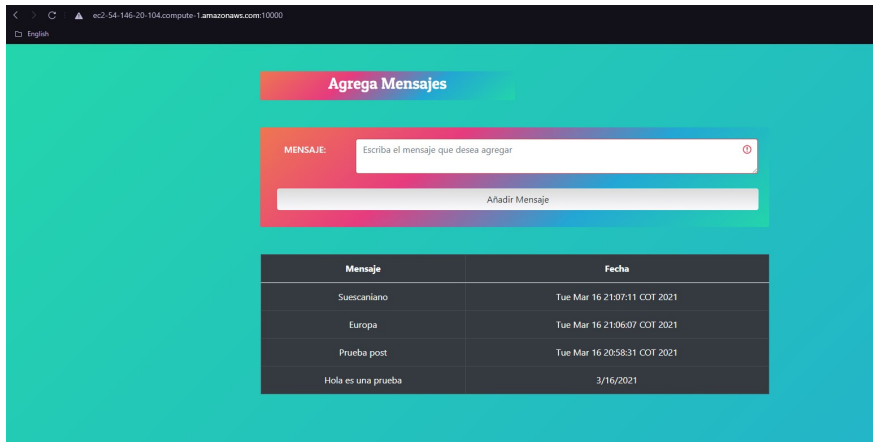 ec2-54-146-20-104.compute-1.amazonaws.com:10000
English
Agrega Mensajes
MENSAJE: Escriba el mensaje que desea agregar
Añadir Mensaje
Mensaje Fecha
Suescaniano Tue Mar 16 21:07:11 COT 2021
Europa Tue Mar 16 21:06:07 COT 2021
Prueba post Tue Mar 16 20:58:31 COT 2021
Hola es una prueba 3/16/2021